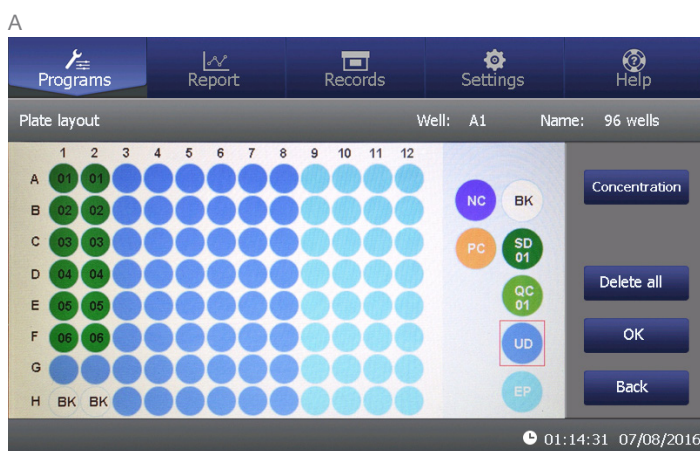 A
Programs Report Records Settings Help
Plate layout Well: A1 Name: 96 wells
1 2 3 4 5 6 7 8 9 10 11 12
A 01 01
B 02 02
C 03 03
D 04 04
E 05 05
F 06 06
G
H BK BK
NC BK
PC SD
01
QC
01
UD
EP
Concentration
Delete all
OK
Back
01:14:31 07/08/2016